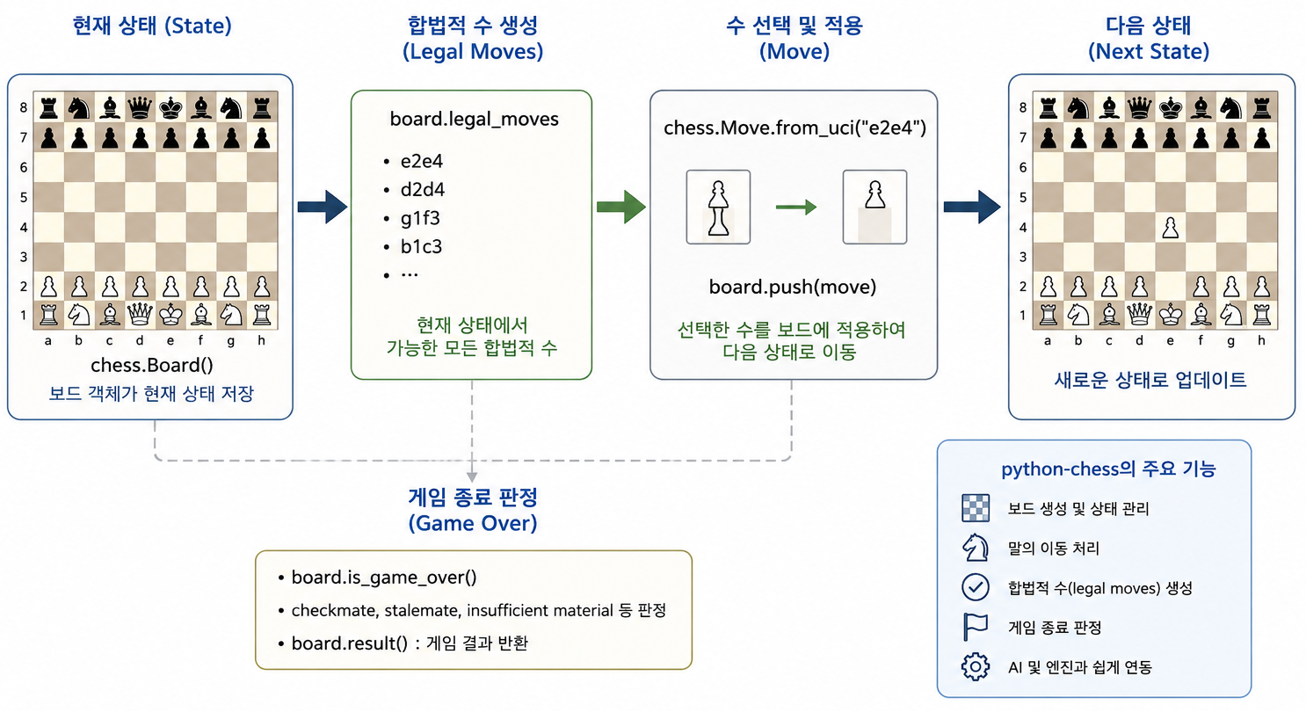 현재 상태 (State)
8
7
6
5
4
3
2
1
a b c d e f g h
chess.Board()
보드 객체가 현재 상태 저장
합법적 수 생성
(Legal Moves)
board.legal_moves
• e2e4
• d2d4
• g1f3
• b1c3
• ...
현재 상태에서
가능한 모든 합법적 수
수 선택 및 적용
(Move)
chess.Move.from_uci("e2e4")
board.push(move)
선택한 수를 보드에 적용하여
다음 상태로 이동
다음 상태
(Next State)
8
7
6
5
4
3
2
1
a b c d e f g h
새로운 상태로 업데이트
게임 종료 판정
(Game Over)
• board.is_game_over()
• checkmate, stalemate, insufficient material 등 판정
• board.result() : 게임 결과 반환
python-chess의 주요 기능
보드 생성 및 상태 관리
말의 이동 처리
합법적 수(legal moves) 생성
게임 종료 판정
AI 및 엔진과 쉽게 연동